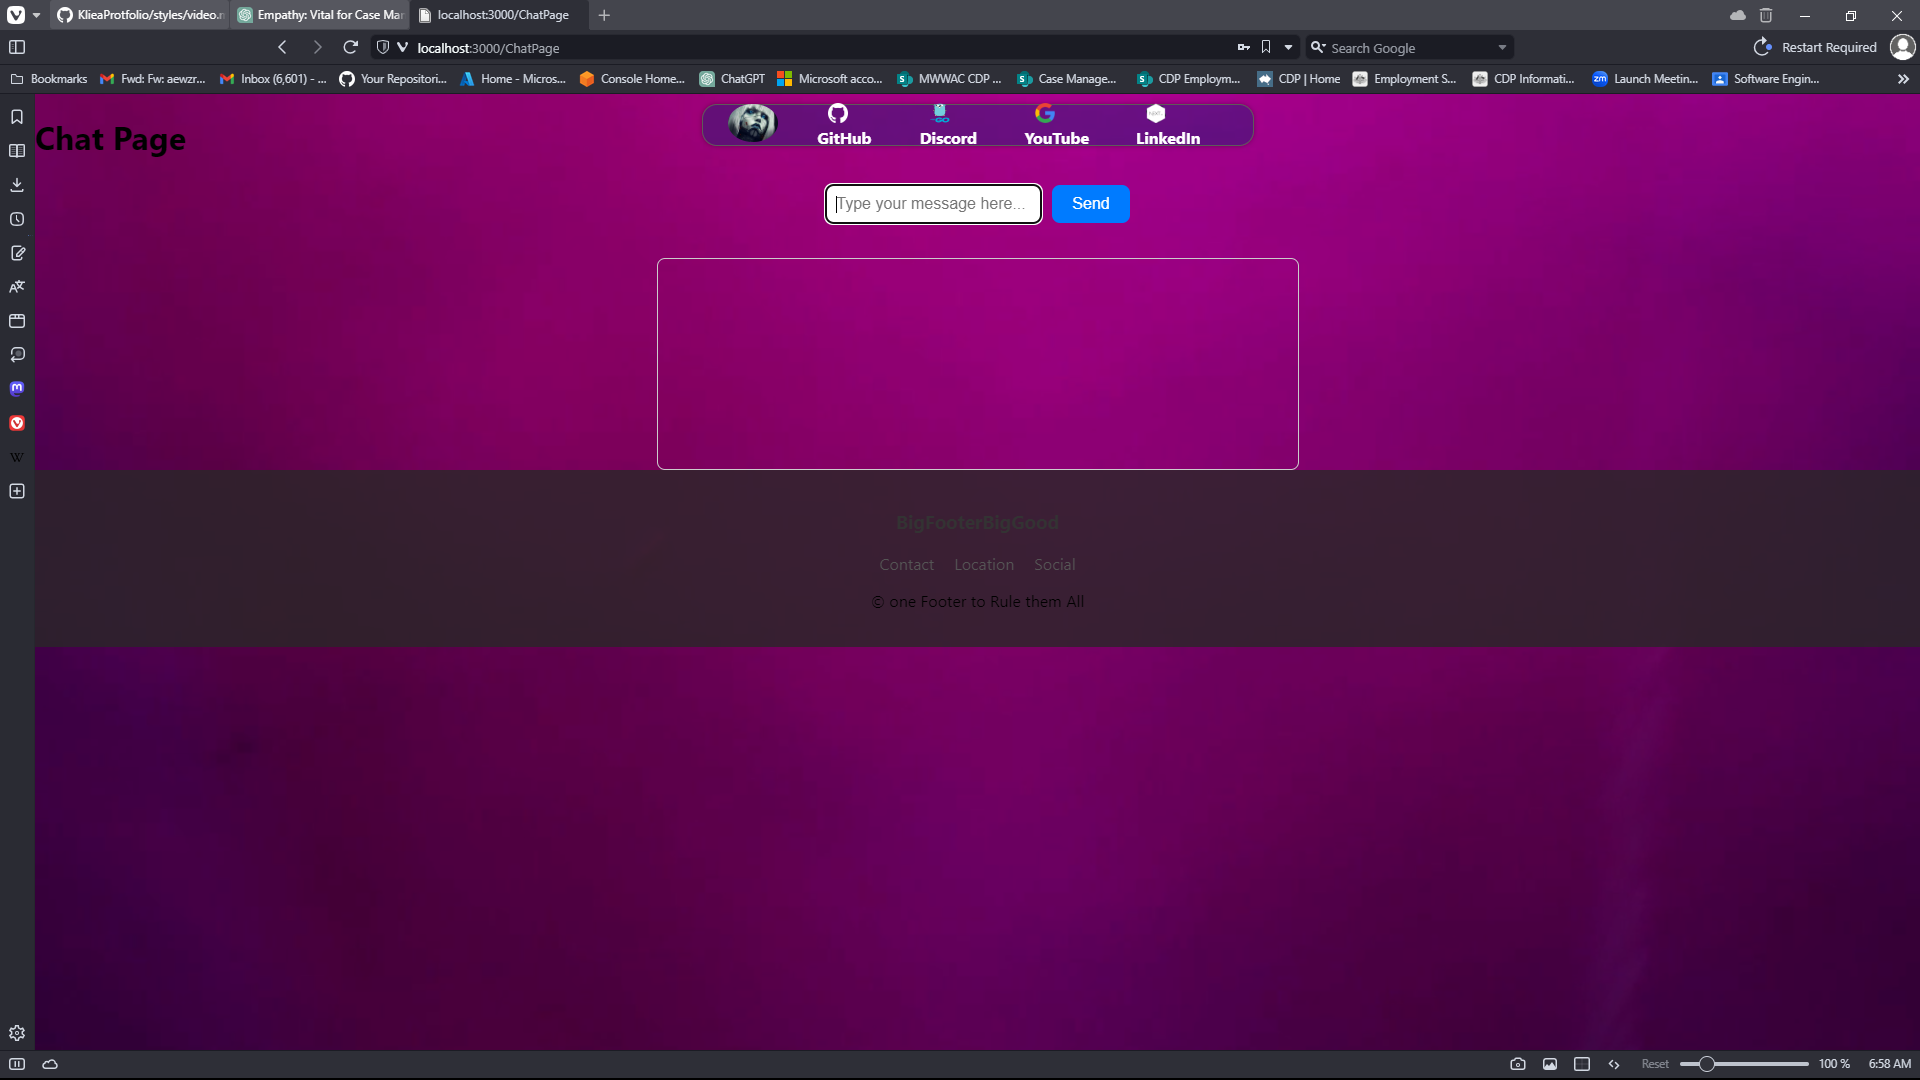 KlieaProtfolio/styles/video.
Empathy: Vital for Case Mar
localhost:3000/ChatPage
localhost:3000/ChatPage
Search Google
Restart Required
Bookmarks
Fwd: Fw: aewzr...
Inbox (6,601) - ...
Your Repositori...
Home - Micros...
Console Home...
ChatGPT
Microsoft acco...
MWWAC CDP ...
Case Manage...
CDP Employm...
CDP | Home
Employment S...
CDP Informati...
Launch Meetin...
Software Engin...
Chat Page
GitHub
Discord
YouTube
LinkedIn
Type your message here...
Send
BigFooterBigGood
Contact
Location
Social
© one Footer to Rule them All
Reset
100 %
6:58 AM